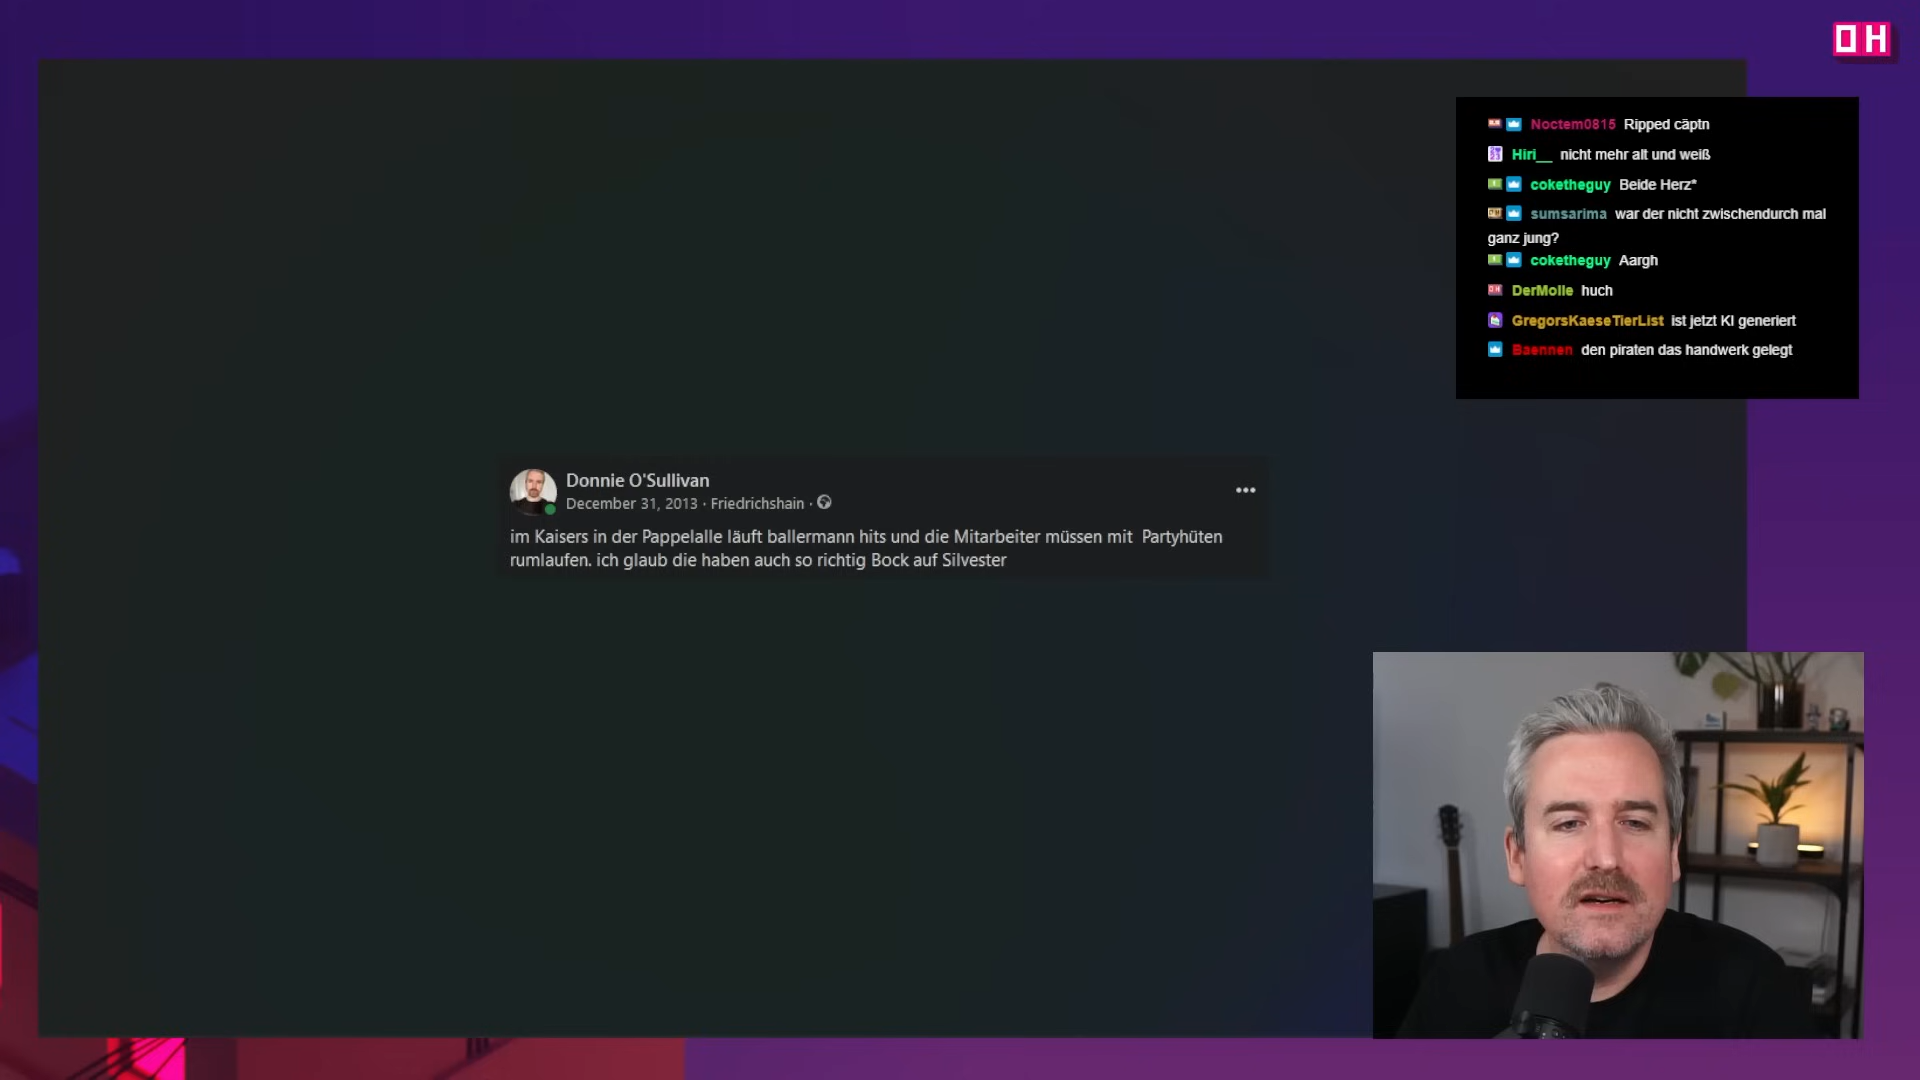 OH
Noctem0815 Ripped cäptn
Hiri__ nicht mehr alt und weiß
coketheguy Beide Herz*
sumsarima war der nicht zwischendurch mal
ganz jung?
coketheguy Aargh
DerMolle huch
GregorsKaeseTierList ist jetzt KI generiert
Baennen den piraten das handwerk gelegt
Donnie O'Sullivan
December 31, 2013 · Friedrichshain ·
im Kaisers in der Pappelalle läuft ballermann hits und die Mitarbeiter müssen mit Partyhüten
rumlaufen. ich glaub die haben auch so richtig Bock auf Silvester